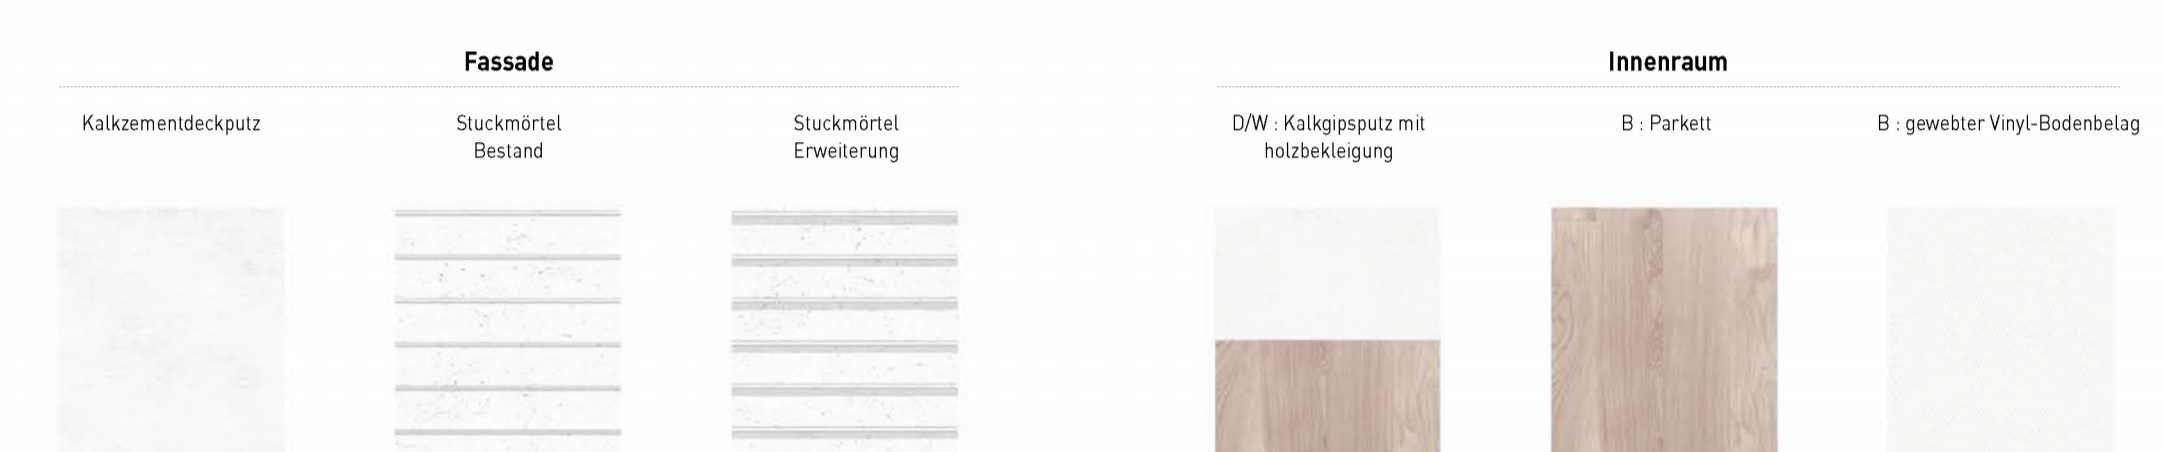 Fassade
Kalkzementdeckputz
Stuckmörtel
Bestand
Stuckmörtel
Erweiterung
Innenraum
D/W : Kalkgipsputz mit
holzbekleigung
B : Parkett
B : gewebter Vinyl-Bodenbelag